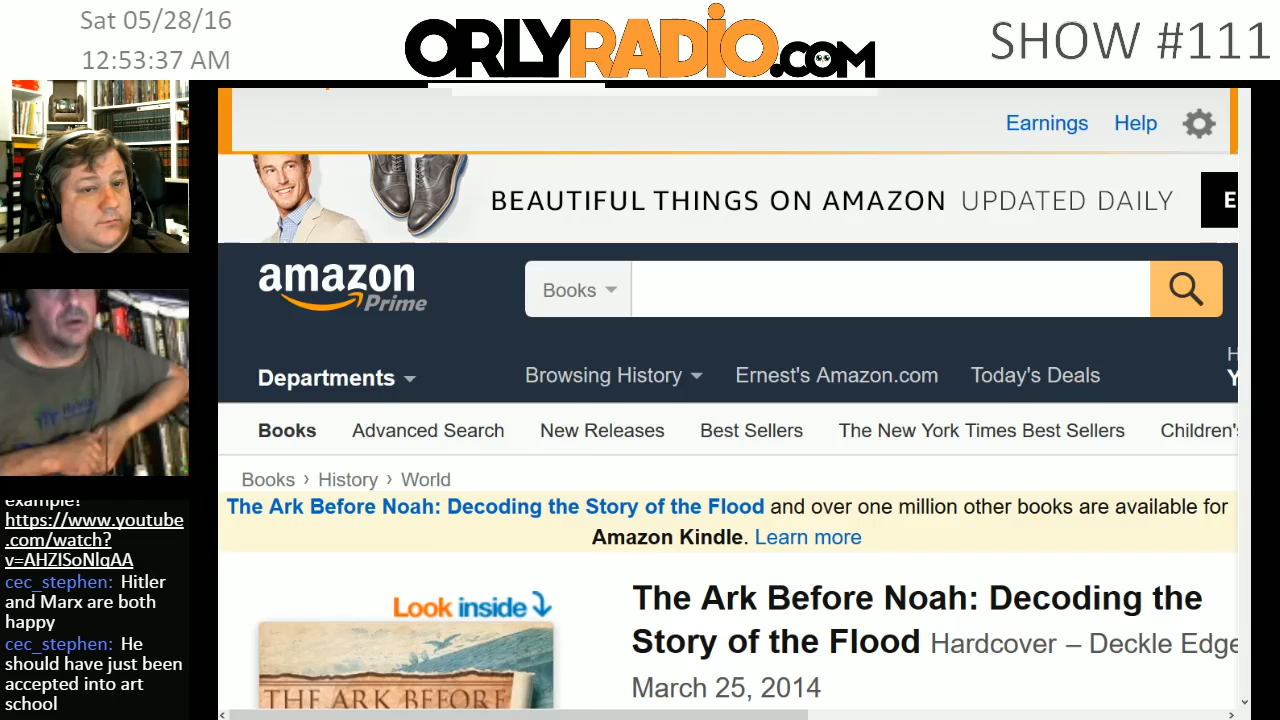 Sat 05/28/16
12:53:37 AM
ORLYRADIO.COM
SHOW #111
Earnings Help
BEAUTIFUL THINGS ON AMAZON UPDATED DAILY
E
amazon
Prime
Books
Departments
Browsing History Ernest's Amazon.com Today's Deals
H
Y
Books Advanced Search New Releases Best Sellers The New York Times Best Sellers Children's
Books › History › World
The Ark Before Noah: Decoding the Story of the Flood and over one million other books are available for
Amazon Kindle. Learn more
Look inside
The Ark Before Noah: Decoding the
Story of the Flood Hardcover – Deckle Edge
March 25, 2014
THE ARK BEFORE
example!
https://www.youtube
.com/watch?
v=AHZISoNlgAA
cec_stephen: Hitler
and Marx are both
happy
cec_stephen: He
should have just been
accepted into art
school